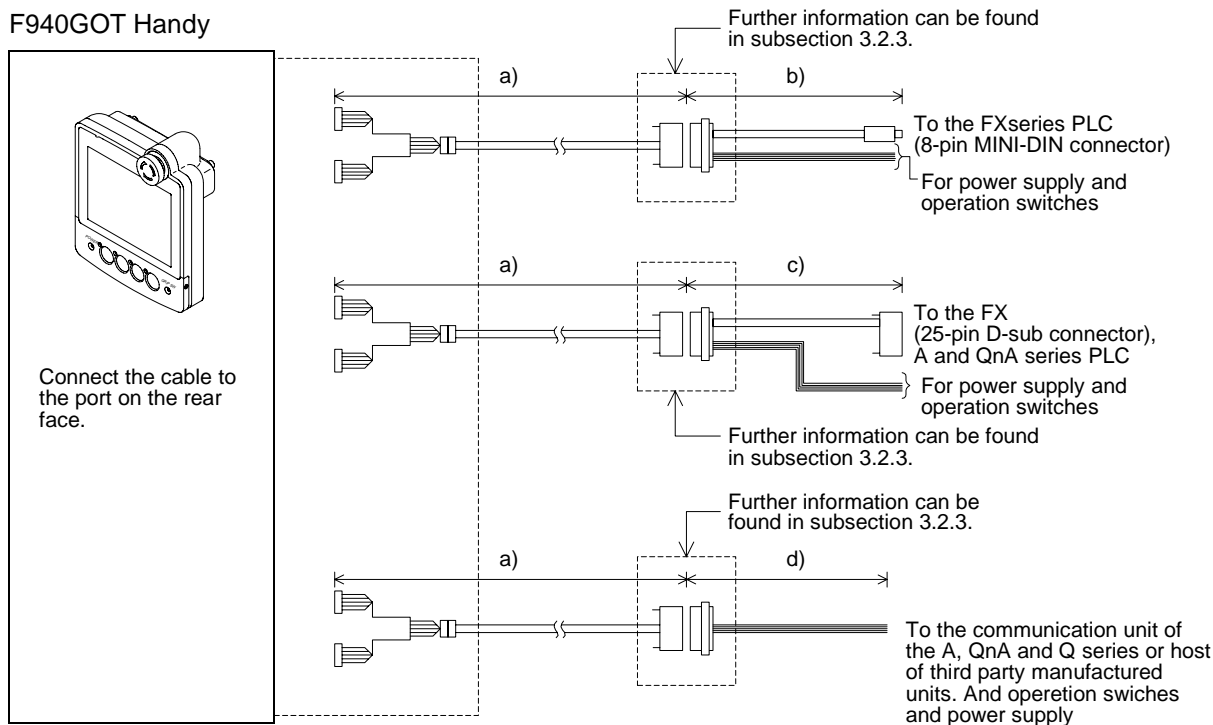 F940GOT Handy
Connect the cable to
the port on the rear
face.
Further information can be found
in subsection 3.2.3.
a)
b)
To the FXseries PLC
(8-pin MINI-DIN connector)
For power supply and
operation switches
a)
c)
To the FX
(25-pin D-sub connector),
A and QnA series PLC
For power supply and
operation switches
Further information can be found
in subsection 3.2.3.
Further information can be
found in subsection 3.2.3.
a)
d)
To the communication unit of
the A, QnA and Q series or host
of third party manufactured
units. And operetion swiches
and power supply